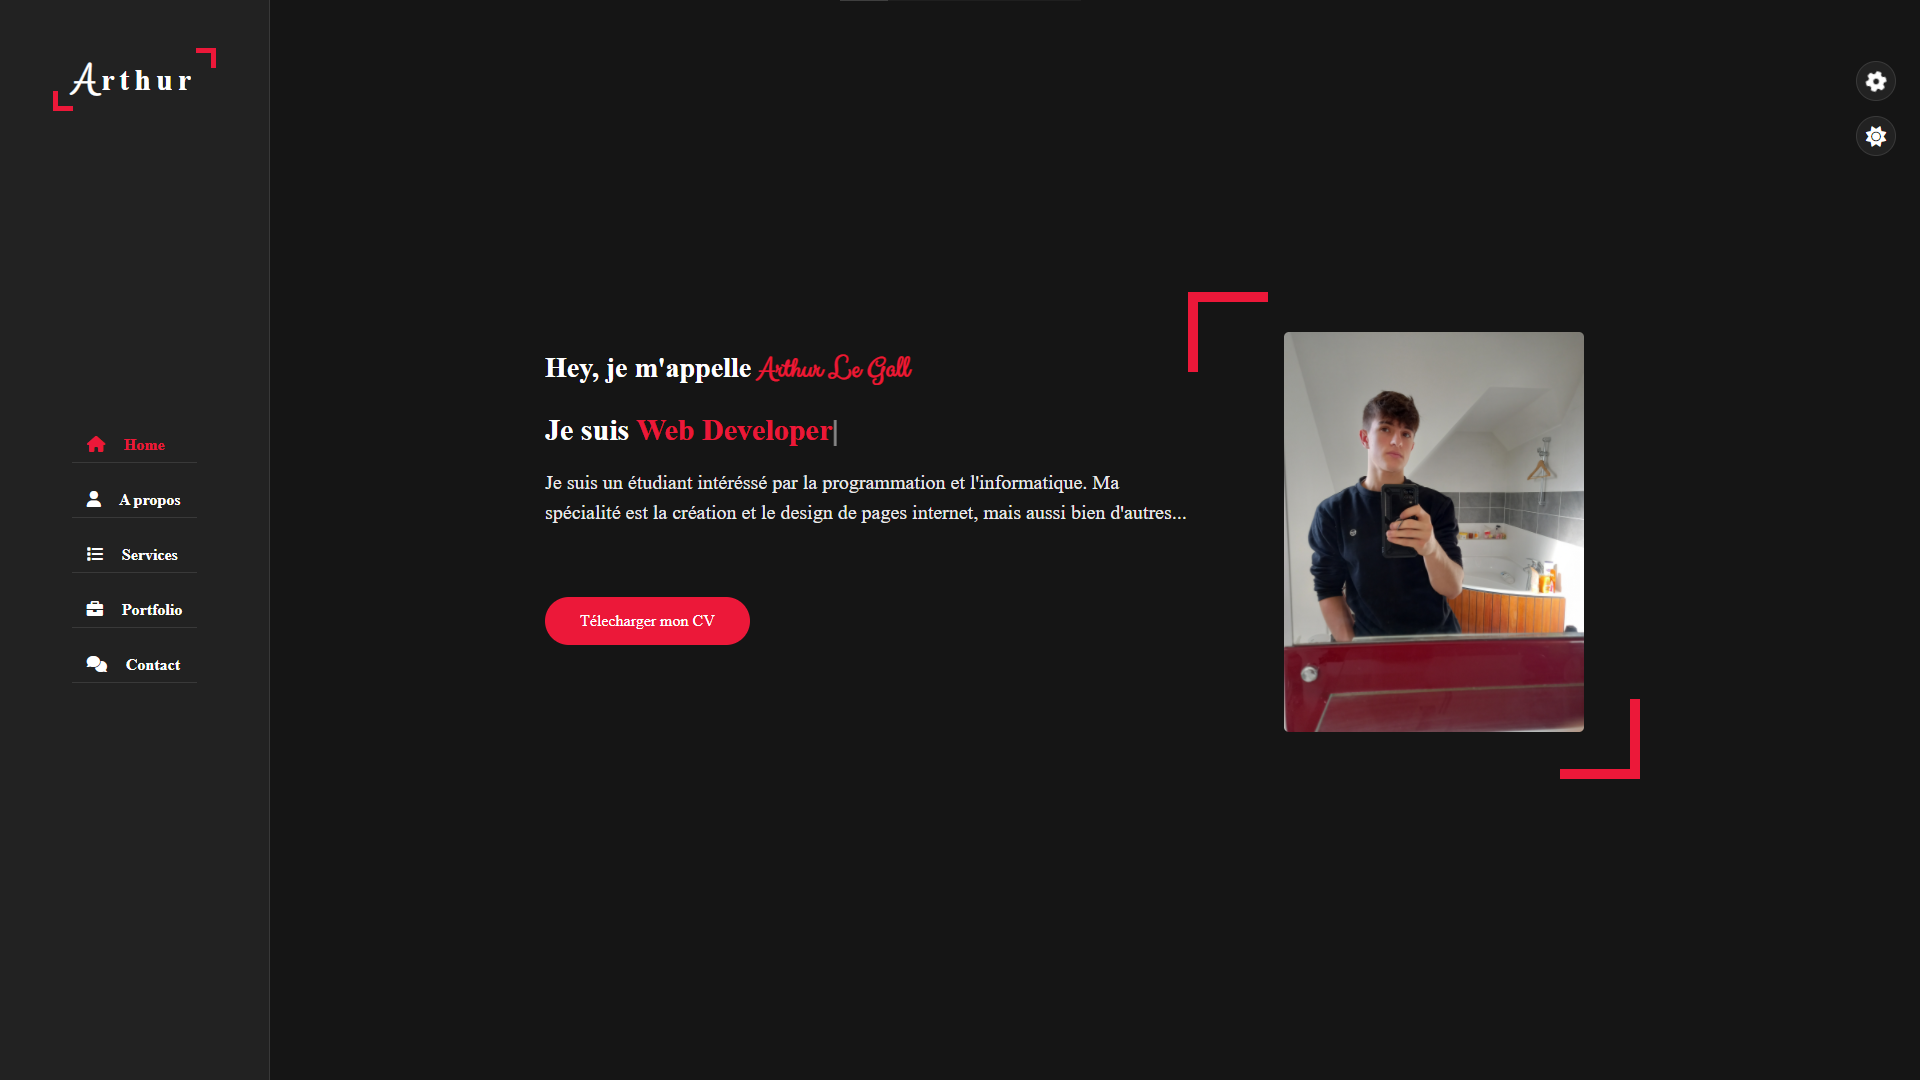 Arthur
Home
A propos
Services
Portfolio
Contact
Hey, je m'appelle Arthur Le Gall
Je suis Web Developer
Je suis un étudiant intéréssé par la programmation et l'informatique. Ma
spécialité est la création et le design de pages internet, mais aussi bien d'autres...
Télecharger mon CV